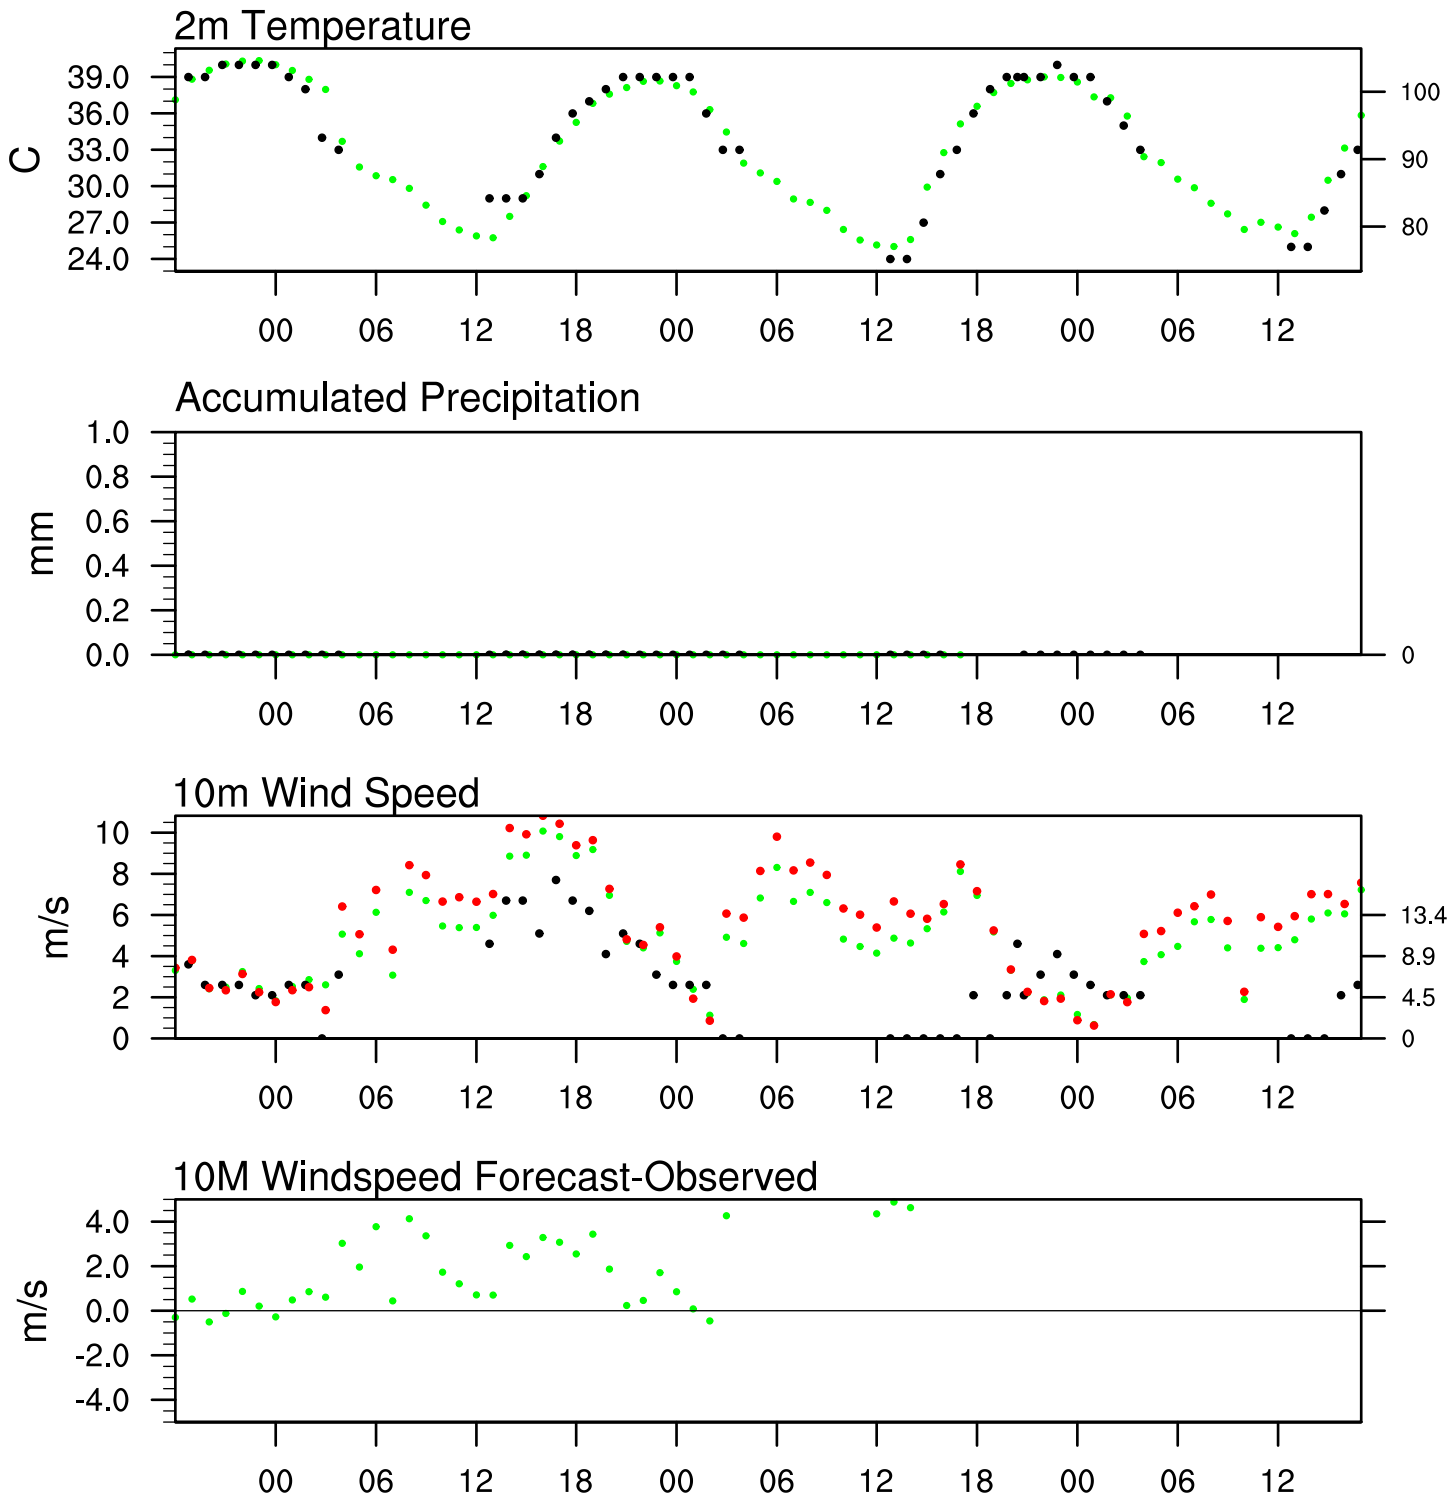 2m Temperature
39.0
36.0
33.0
30.0
27.0
24.0
C
100
90
80
00 06 12 18 00 06 12 18 00 06 12
Accumulated Precipitation
1.0
0.8
0.6
0.4
0.2
0.0
mm
0
00 06 12 18 00 06 12 18 00 06 12
10m Wind Speed
10
8
6
4
2
0
m/s
13.4
8.9
4.5
0
00 06 12 18 00 06 12 18 00 06 12
10M Windspeed Forecast-Observed
4.0
2.0
0.0
-2.0
-4.0
m/s
00 06 12 18 00 06 12 18 00 06 12